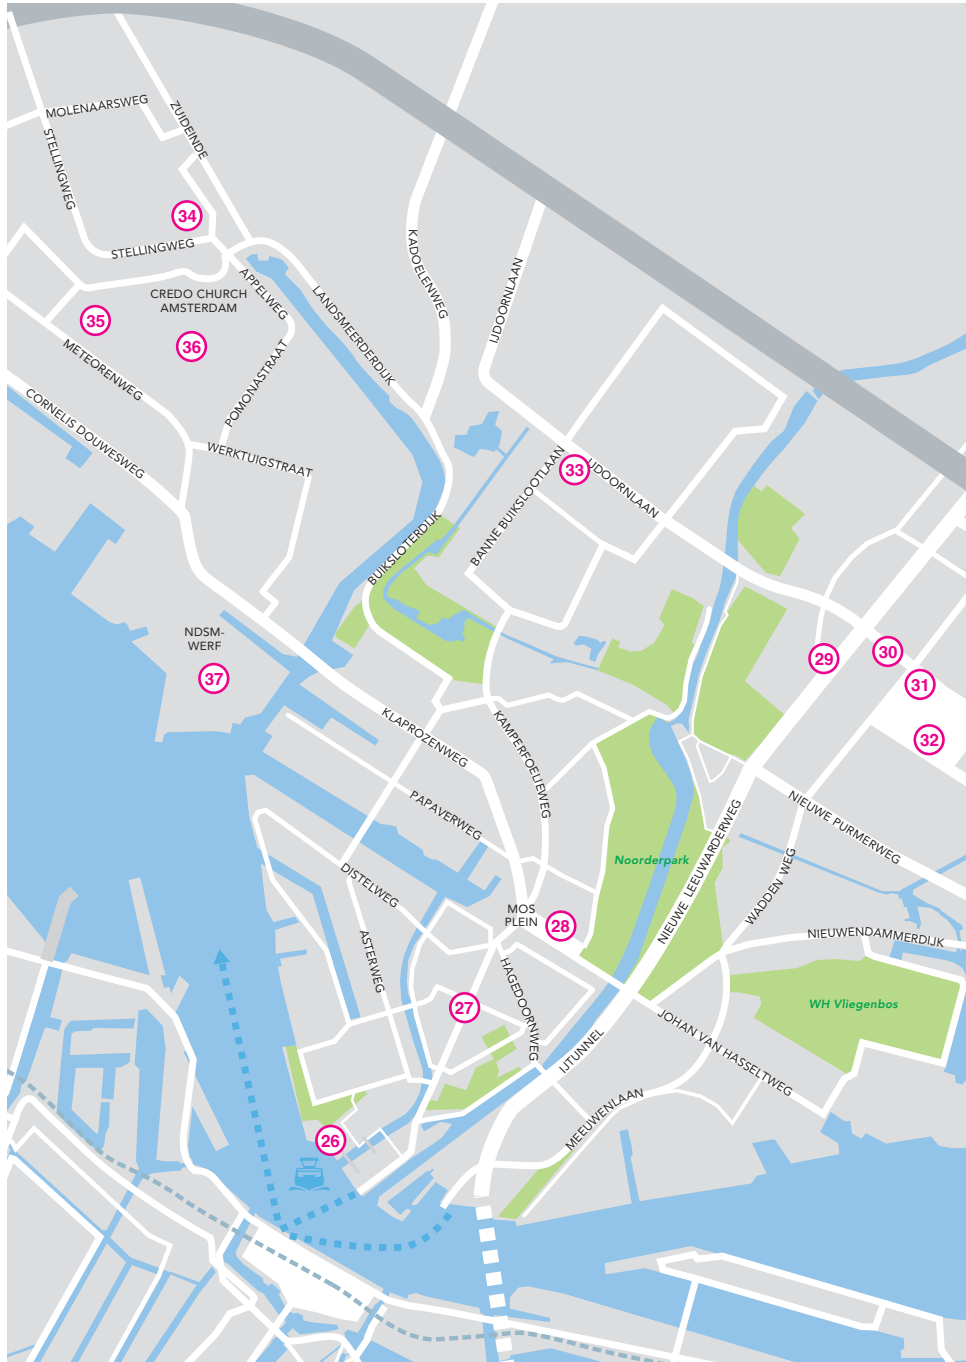 MOLENAARSWEG
ZUIDEINDE
STELLINGWEG
34
STELLINGWEG
KADOELENWEG
IJDOORNLAAN
APPELWEG
LANDSMEERDERDIJK
CREDO CHURCH
AMSTERDAM
35
36
METEORENWEG
POMONASTRAAT
CORNELIS DOUWESWEG
WERKTUIGSTRAAT
33
IJDOORNLAAN
BANNE BUIKSLOOTLAAN
BUIKSLOTERDIJK
NDSM-
WERF
37
29
30
31
32
KLAPROZENWEG
KAMPERFOELIEWEG
PAPAVERWEG
NIEUWE PURMERWEG
NIEUWE LEEUWARDERWEG
Noorderpark
WADDEN WEG
DISTELWEG
MOS
PLEIN
28
NIEUWENDAMMERDIJK
ASTERWEG
HAGEDOORNWEG
27
WH Vliegenbos
JOHAN VAN HASSELTWEG
IJTUNNEL
MEEUWENLAAN
26